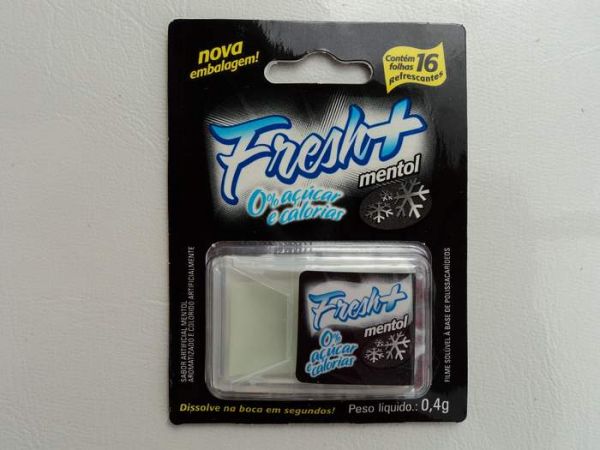 nova
embalagem!
Contém 16
folhas
Refrescantes
Fresh+
mentol
0% açúcar
e calorias
SABOR ARTIFICIAL MENTOL
AROMATIZADO E COLORIDO ARTIFICIALMENTE
Fresh+
mentol
0%
açúcar
e calorias
FILME SOLÚVEL À BASE DE POLISSACARÍDEOS
Dissolve na boca em segundos!
Peso líquido.: 0,4g